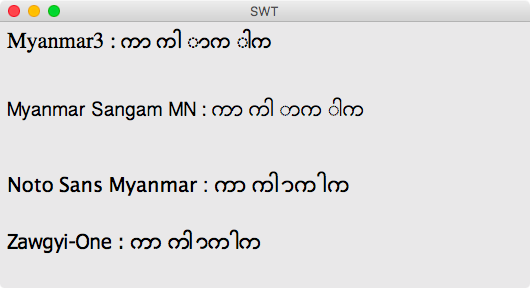 SWT
Myanmar3 : ကာ ကါ ာက ါက
Myanmar Sangam MN : ကာ ကါ ာက ါက
Noto Sans Myanmar : ကာ ကါ ာက ါက
Zawgyi-One : ကာ ကါ ာက ါက